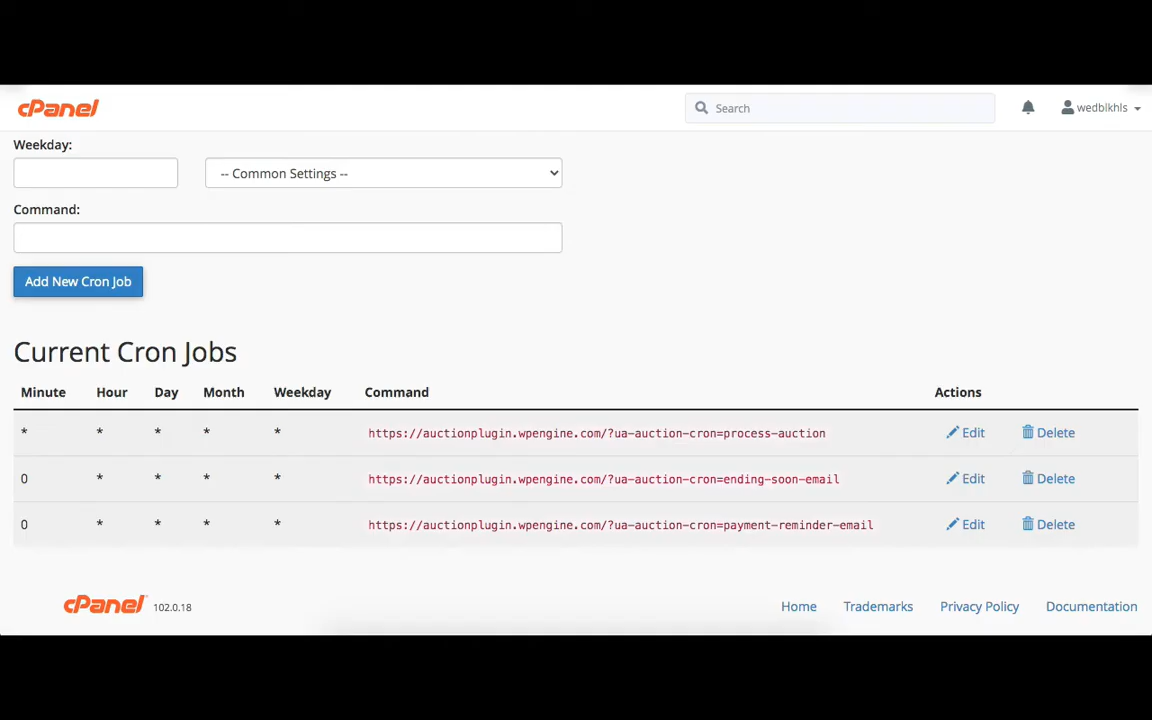 cPanel Search wedblkhls
Weekday:
-- Common Settings --
Command:
Add New Cron Job
Current Cron Jobs
Minute Hour Day Month Weekday Command Actions
* * * * * https://auctionplugin.wpengine.com/?ua-auction-cron=process-auction Edit Delete
0 * * * * https://auctionplugin.wpengine.com/?ua-auction-cron=ending-soon-email Edit Delete
0 * * * * https://auctionplugin.wpengine.com/?ua-auction-cron=payment-reminder-email Edit Delete
cPanel 102.0.18 Home Trademarks Privacy Policy Documentation